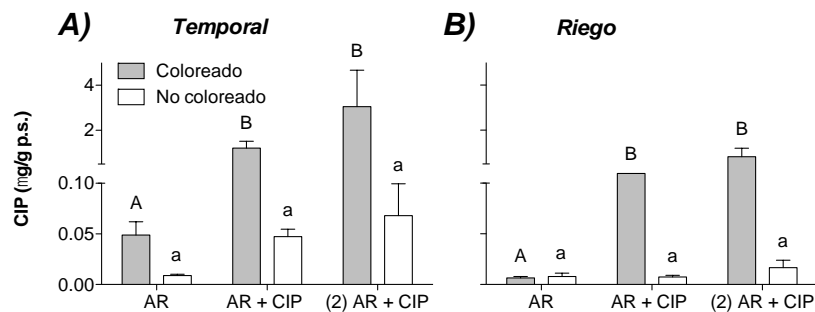 A) Temporal
B) Riego
Coloreado
No coloreado
CIP (mg/g p.s.)
4
2
0.10
0.05
0.00
A
a
B
a
B
a
A
a
B
a
B
a
AR
AR + CIP
(2) AR + CIP
AR
AR + CIP
(2) AR + CIP